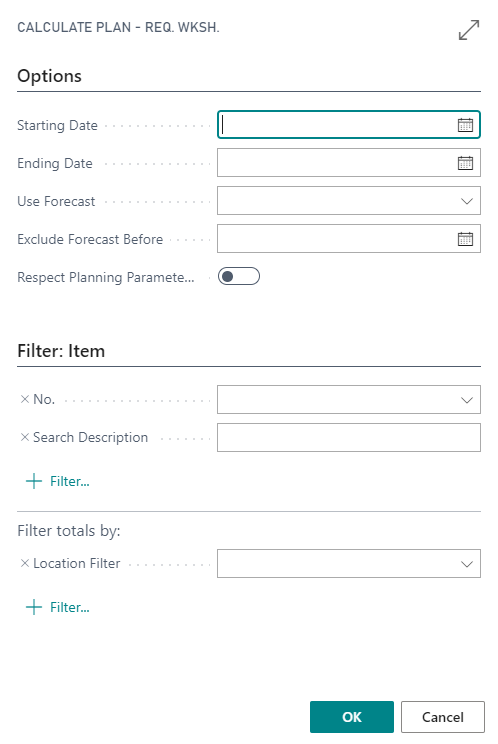 CALCULATE PLAN - REQ. WKSH.
Options
Starting Date
Ending Date
Use Forecast
Exclude Forecast Before
Respect Planning Paramete...
Filter: Item
No.
Search Description
Filter...
Filter totals by:
Location Filter
Filter...
OK Cancel